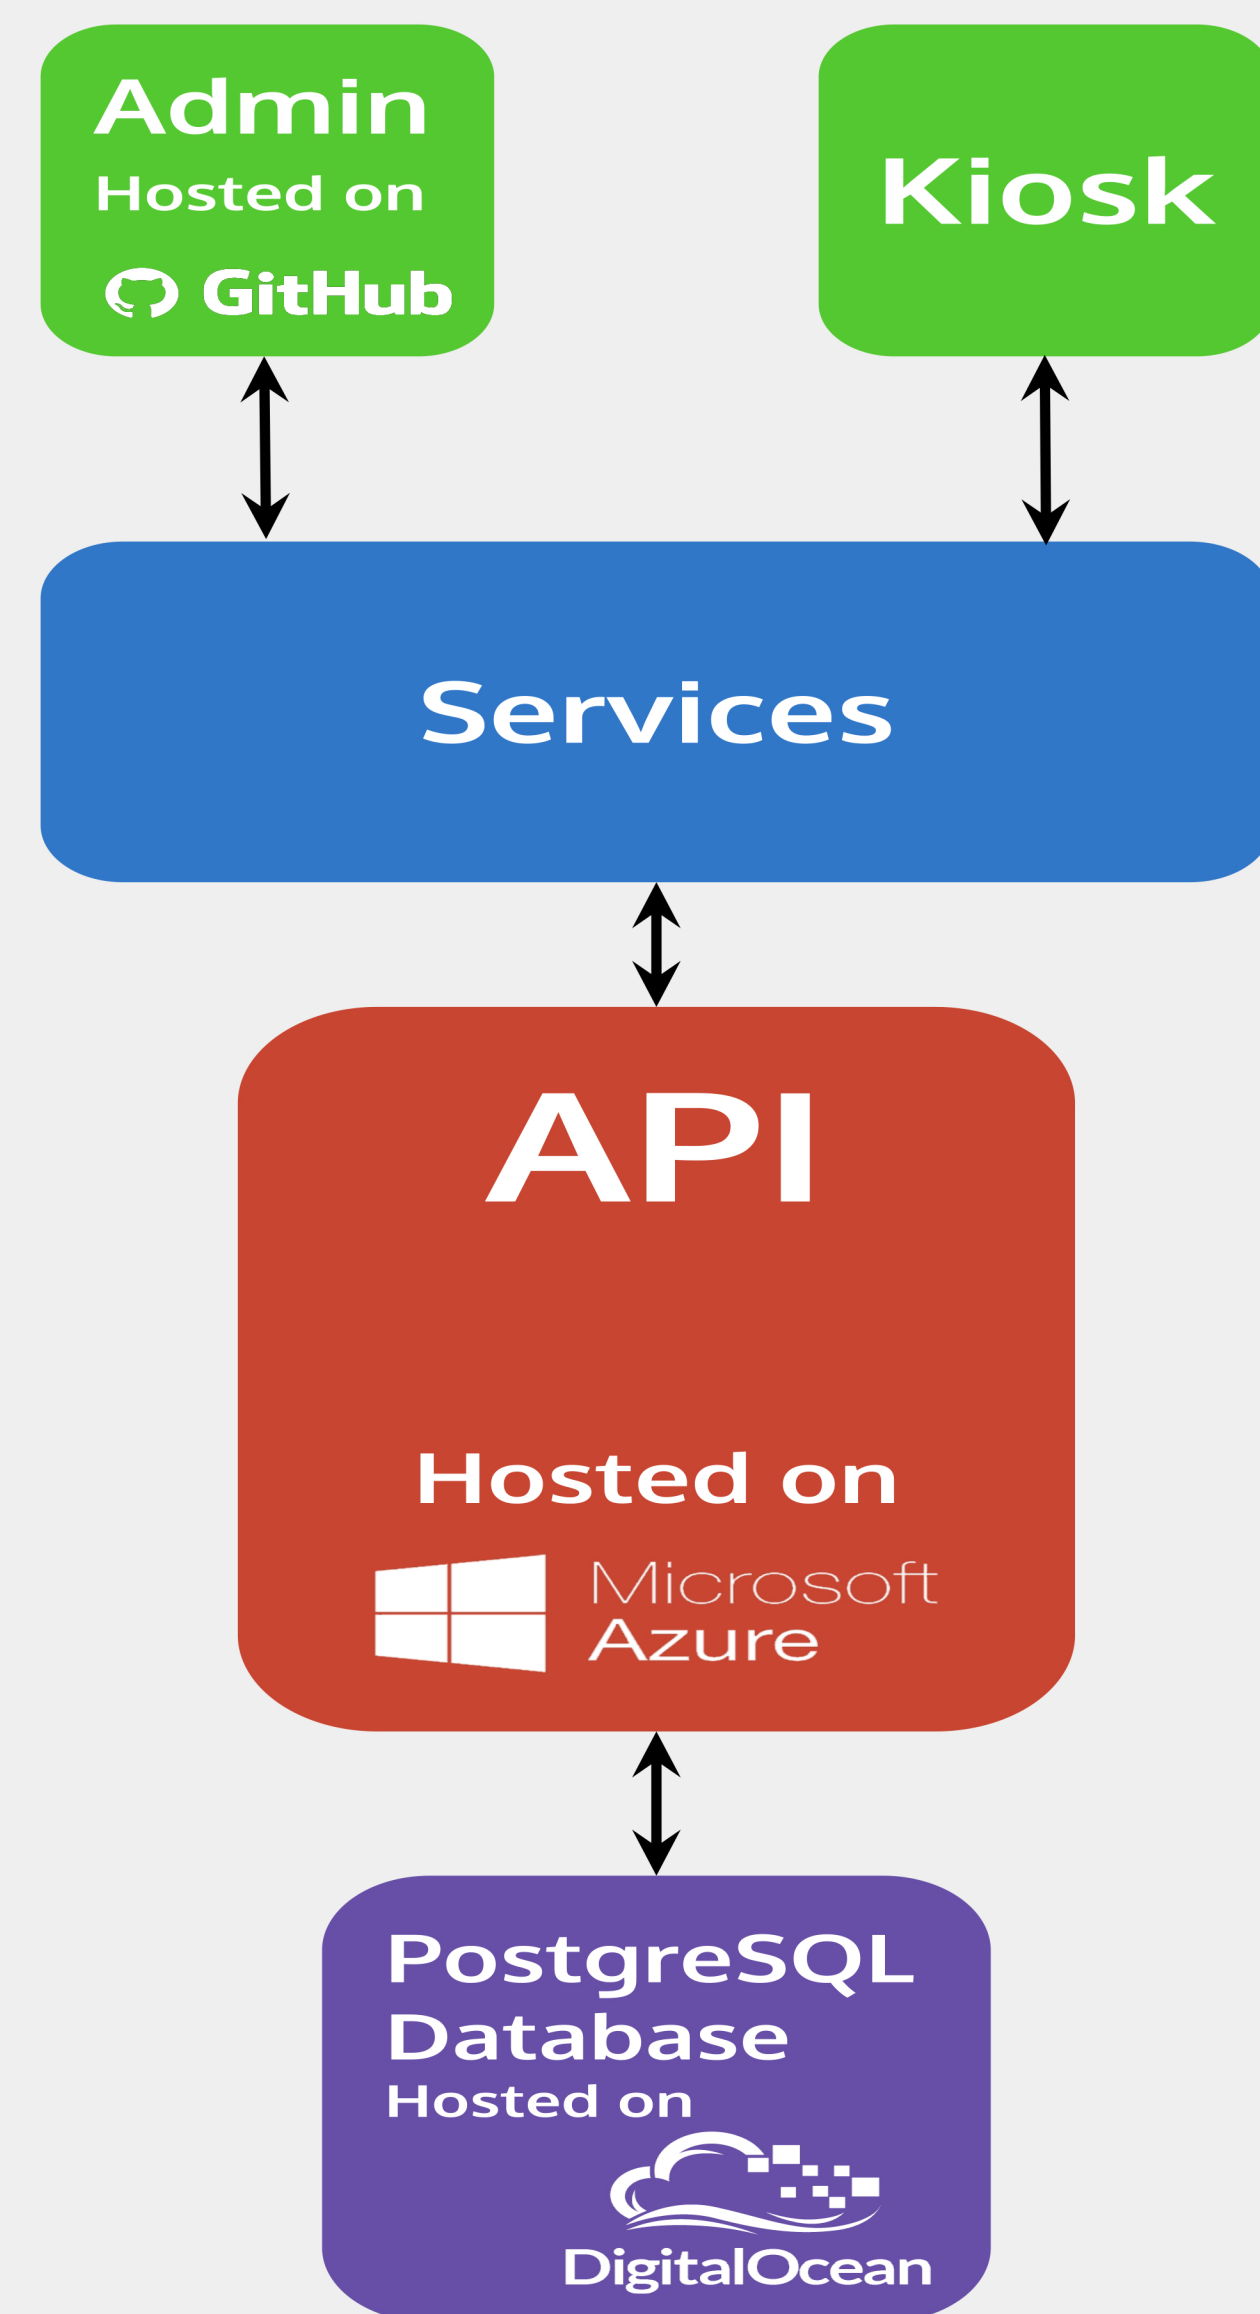 Admin
Hosted on
GitHub
Kiosk
Services
API
Hosted on
Microsoft
Azure
PostgreSQL
Database
Hosted on
DigitalOcean